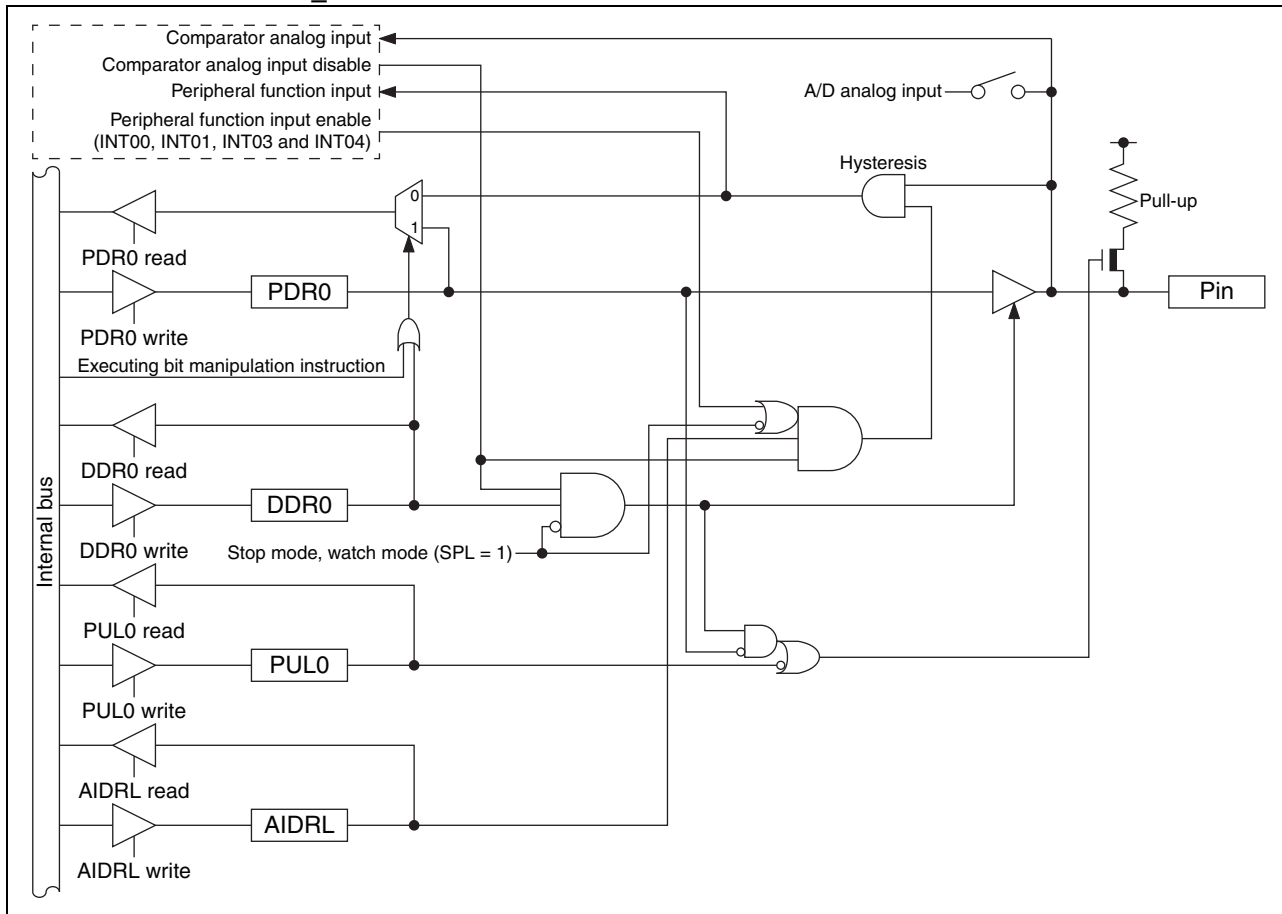 Comparator analog input
Comparator analog input disable
Peripheral function input
Peripheral function input enable
(INT00, INT01, INT03 and INT04)
A/D analog input
Hysteresis
Pull-up
0
1
PDR0 read
PDR0
Pin
PDR0 write
Executing bit manipulation instruction
DDR0 read
DDR0
DDR0 write
Stop mode, watch mode (SPL = 1)
Internal bus
PUL0 read
PUL0
PUL0 write
AIDRL read
AIDRL
AIDRL write